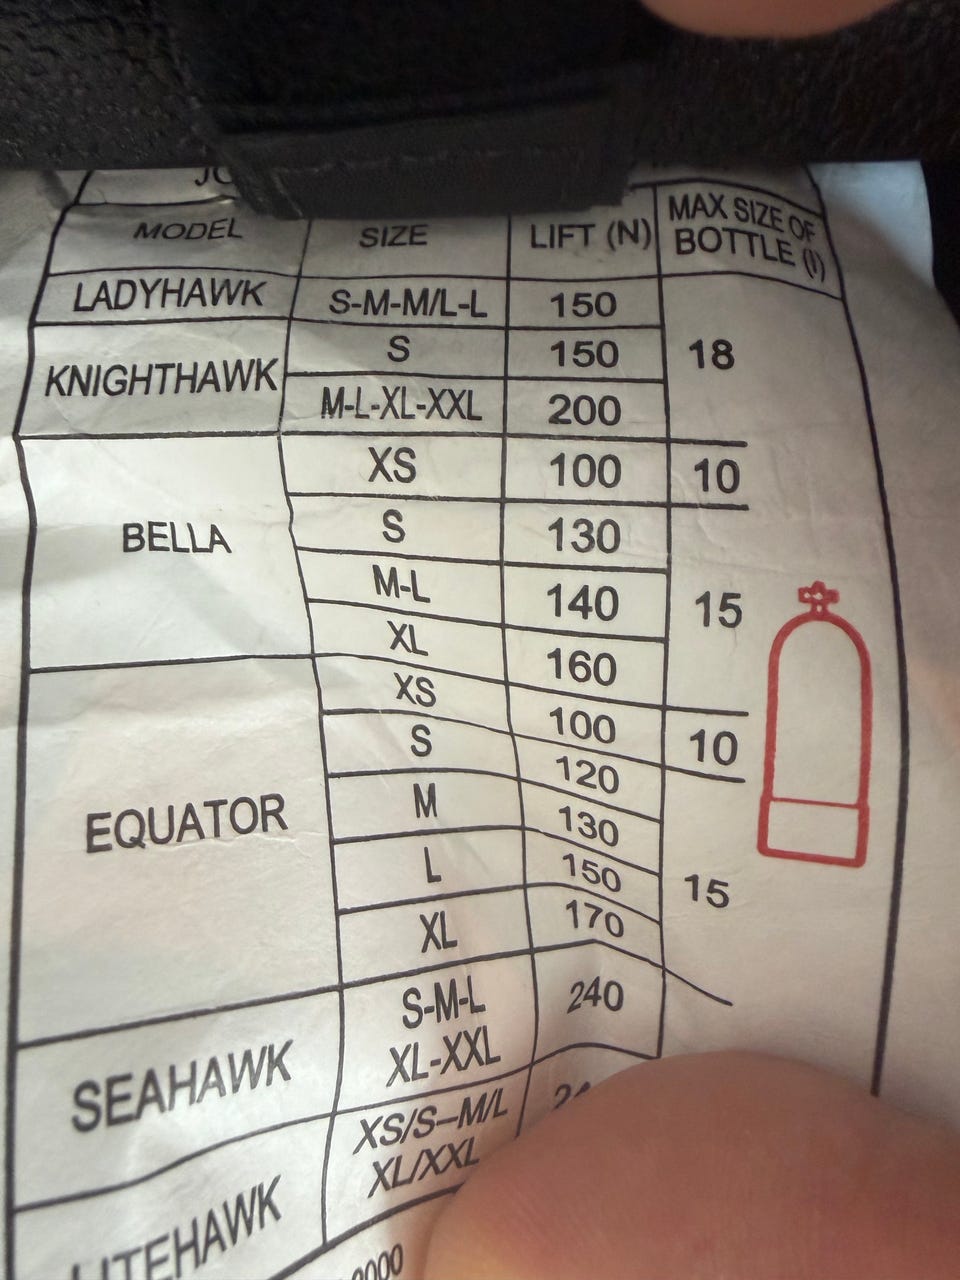 MODEL SIZE LIFT (N) MAX SIZE OF
BOTTLE (l)
LADYHAWK S-M-M/L-L 150
KNIGHTHAWK S 150 18
M-L-XL-XXL 200
BELLA XS 100 10
S 130
M-L 140 15
XL 160
EQUATOR XS 100 10
S 120
M 130
L 150 15
XL 170
SEAHAWK S-M-L 240
XL-XXL
LITEHAWK XS/S–M/L
XL/XXL